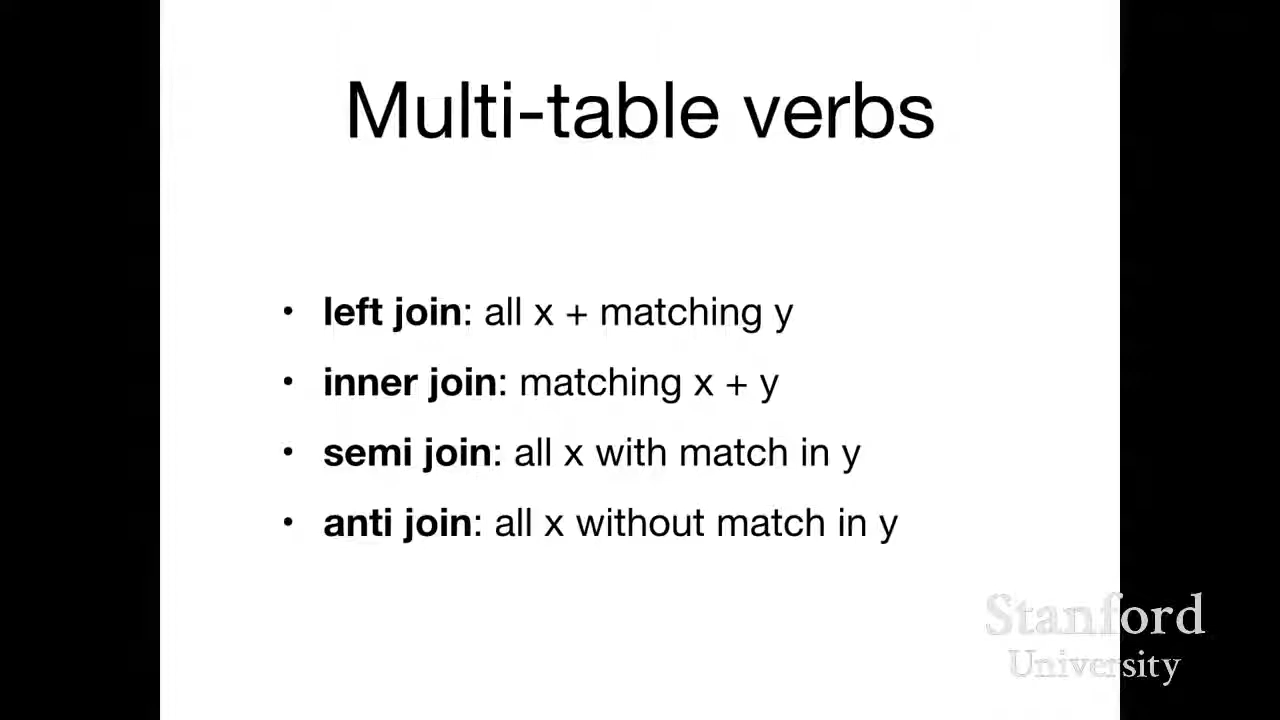 Multi-table verbs
• left join: all x + matching y
• inner join: matching x + y
• semi join: all x with match in y
• anti join: all x without match in y
Stanford
University